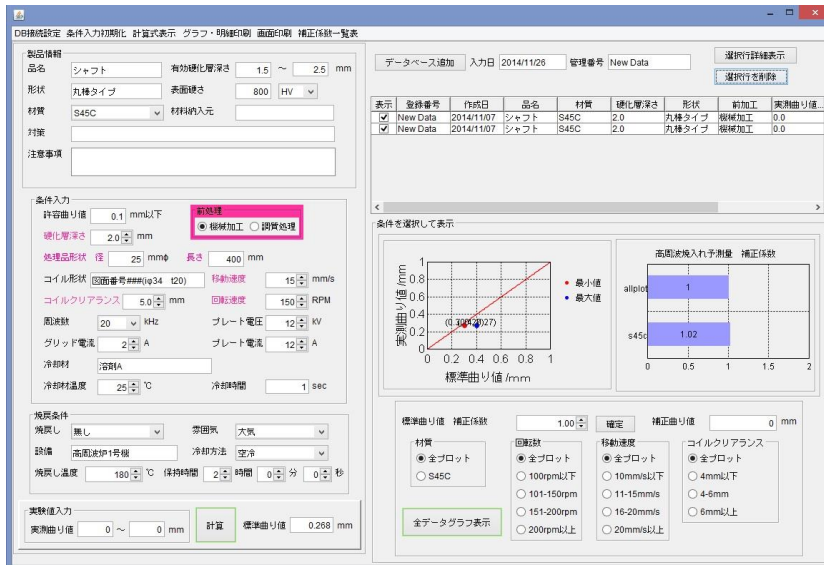 DB接続設定 条件入力初期化 計算式表示 グラフ・明細印刷 画面印刷 補正係数一覧表
製品情報
品名 シャフト 有効硬化層深さ 1.5 ～ 2.5 mm
形状 丸棒タイプ 表面硬さ 800 HV
材質 S45C 材料納入元
対策
注意事項
条件入力
許容曲り値 0.1 mm以下
前処理
機械加工 調質処理
硬化層深さ 2.0 mm
処理品形状 径 25 mmφ 長さ 400 mm
コイル形状 図面番号###(iφ34 t20) 移動速度 15 mm/s
コイルクリアランス 5.0 mm 回転速度 150 RPM
周波数 20 kHz プレート電圧 12 kV
グリッド電流 2 A プレート電流 12 A
冷却材 溶剤A
冷却材温度 25 ℃ 冷却時間 1 sec
焼戻条件
焼戻し 無し 雰囲気 大気
設備 高周波炉1号機 冷却方法 空冷
焼戻し温度 180 ℃ 保持時間 2 時間 0 分 0 秒
実験値入力
実測曲り値 0 ～ 0 mm 計算 標準曲り値 0.268 mm
データベース追加 入力日 2014/11/26 管理番号 New Data
選択行詳細表示
選択行を削除
表示 登録番号 作成日 品名 材質 硬化層深さ 形状 前加工 実測曲り値...
New Data 2014/11/07 シャフト S45C 2.0 丸棒タイプ 機械加工 0.0
New Data 2014/11/07 シャフト S45C 2.0 丸棒タイプ 機械加工 0.0
条件を選択して表示
実測曲り値/mm
1
0.8
0.6
0.4
0.2
0
0 0.2 0.4 0.6 0.8 1
標準曲り値/mm
最小値
最大値
高周波焼入れ予測量 補正係数
allplot 1
s45c 1.02
0 0.5 1 1.5 2
標準曲り値 補正係数 1.00 確定 補正曲り値 0 mm
材質
全プロット
S45C
回転数
全プロット
100rpm以下
101-150rpm
151-200rpm
200rpm以上
移動速度
全プロット
10mm/s以下
11-15mm/s
16-20mm/s
20mm/s以上
コイルクリアランス
全プロット
4mm以下
4-6mm
6mm以上
全データグラフ表示